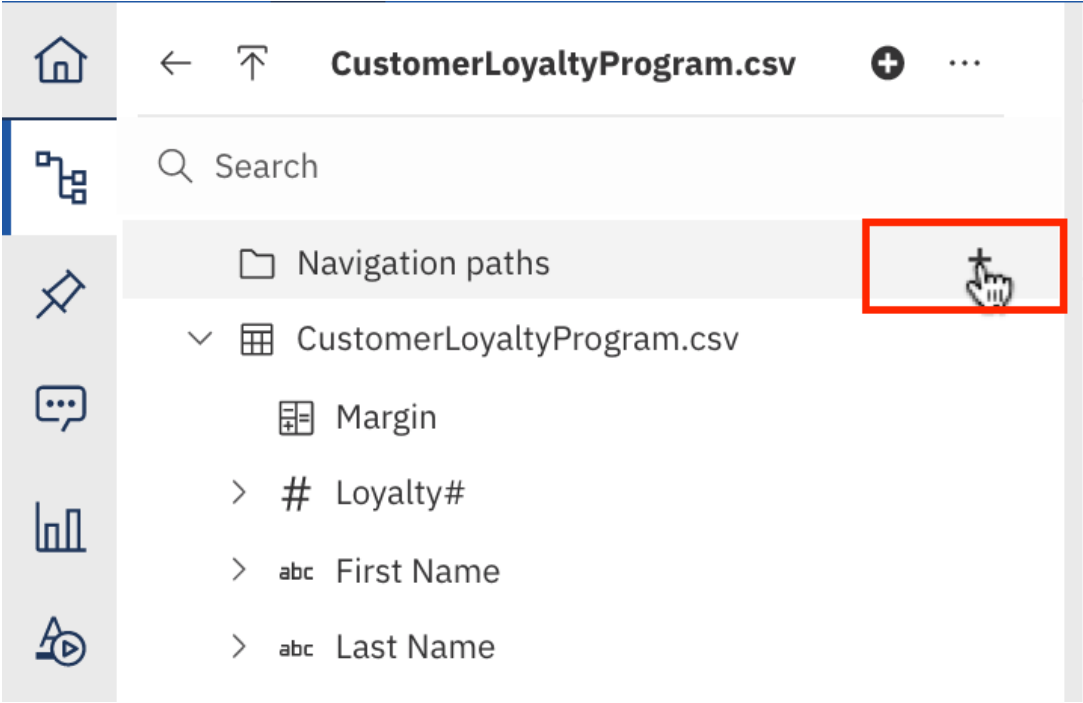 CustomerLoyaltyProgram.csv
Search
Navigation paths
CustomerLoyaltyProgram.csv
Margin
# Loyalty#
abc First Name
abc Last Name